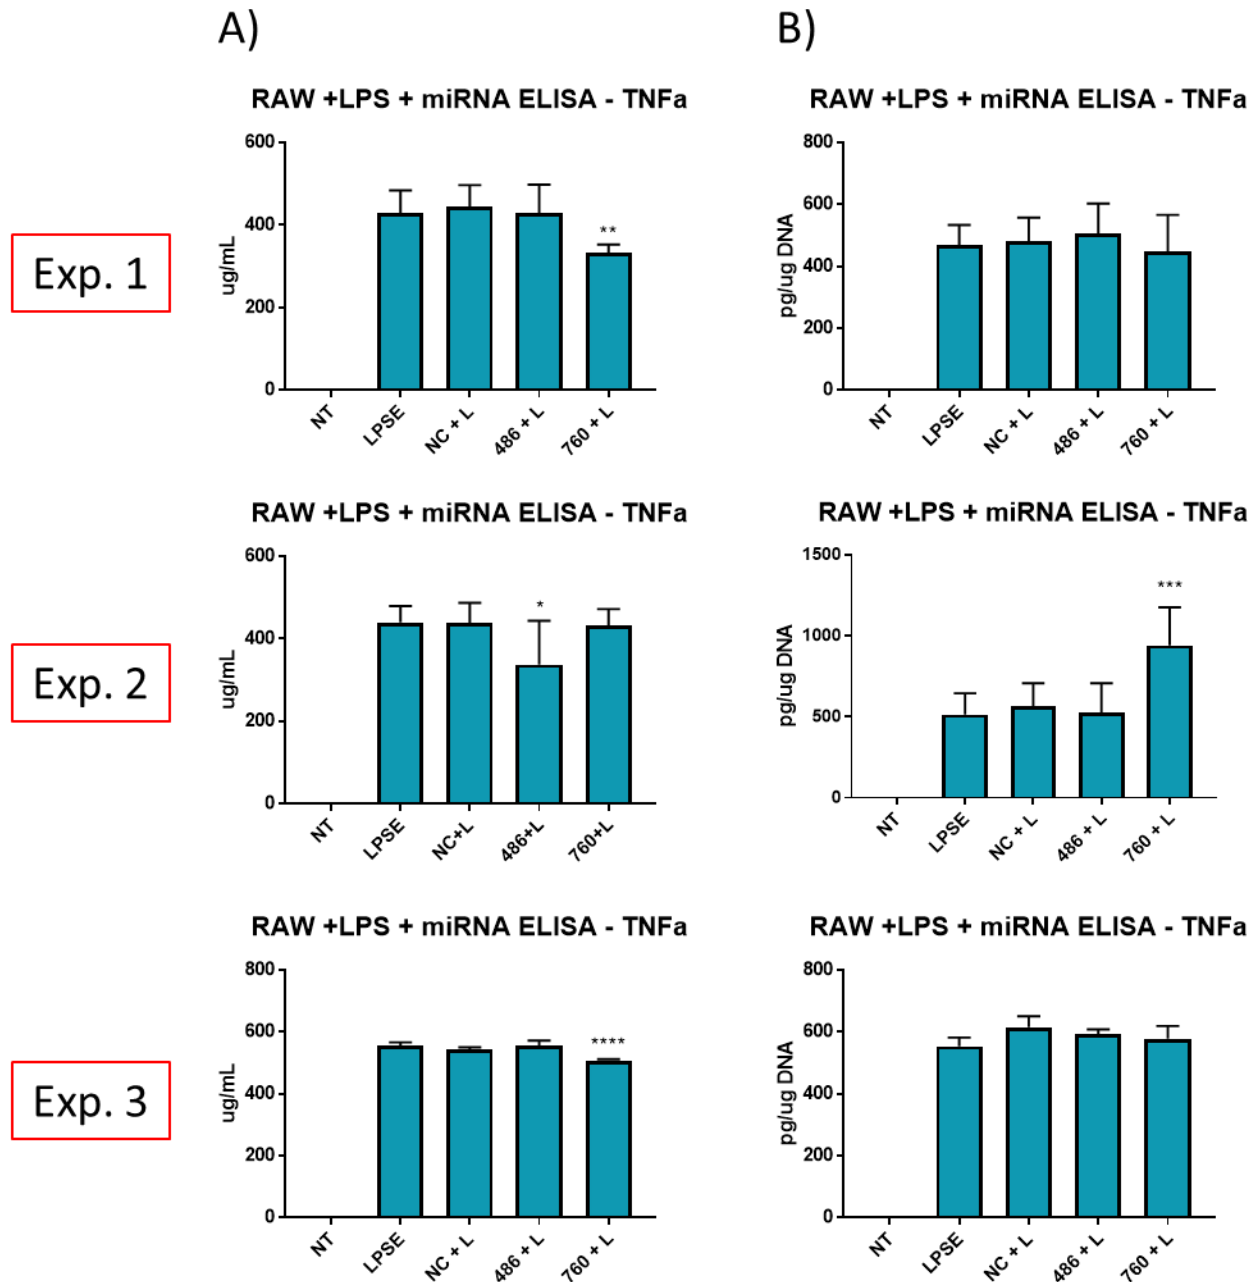 A)
B)
Exp. 1
RAW +LPS + miRNA ELISA - TNFa
ug/mL
600
400
200
0
**
NT
LPSE
NC + L
486 + L
760 + L
RAW +LPS + miRNA ELISA - TNFa
pg/ug DNA
800
600
400
200
0
NT
LPSE
NC + L
486 + L
760 + L
Exp. 2
RAW +LPS + miRNA ELISA - TNFa
ug/mL
600
400
200
0
*
NT
LPSE
NC+L
486+L
760+L
RAW +LPS + miRNA ELISA - TNFa
pg/ug DNA
1500
1000
500
0
***
NT
LPSE
NC + L
486 + L
760 + L
Exp. 3
RAW +LPS + miRNA ELISA - TNFa
ug/mL
800
600
400
200
0
****
NT
LPSE
NC + L
486 + L
760 + L
RAW +LPS + miRNA ELISA - TNFa
pg/ug DNA
800
600
400
200
0
NT
LPSE
NC + L
486 + L
760 + L